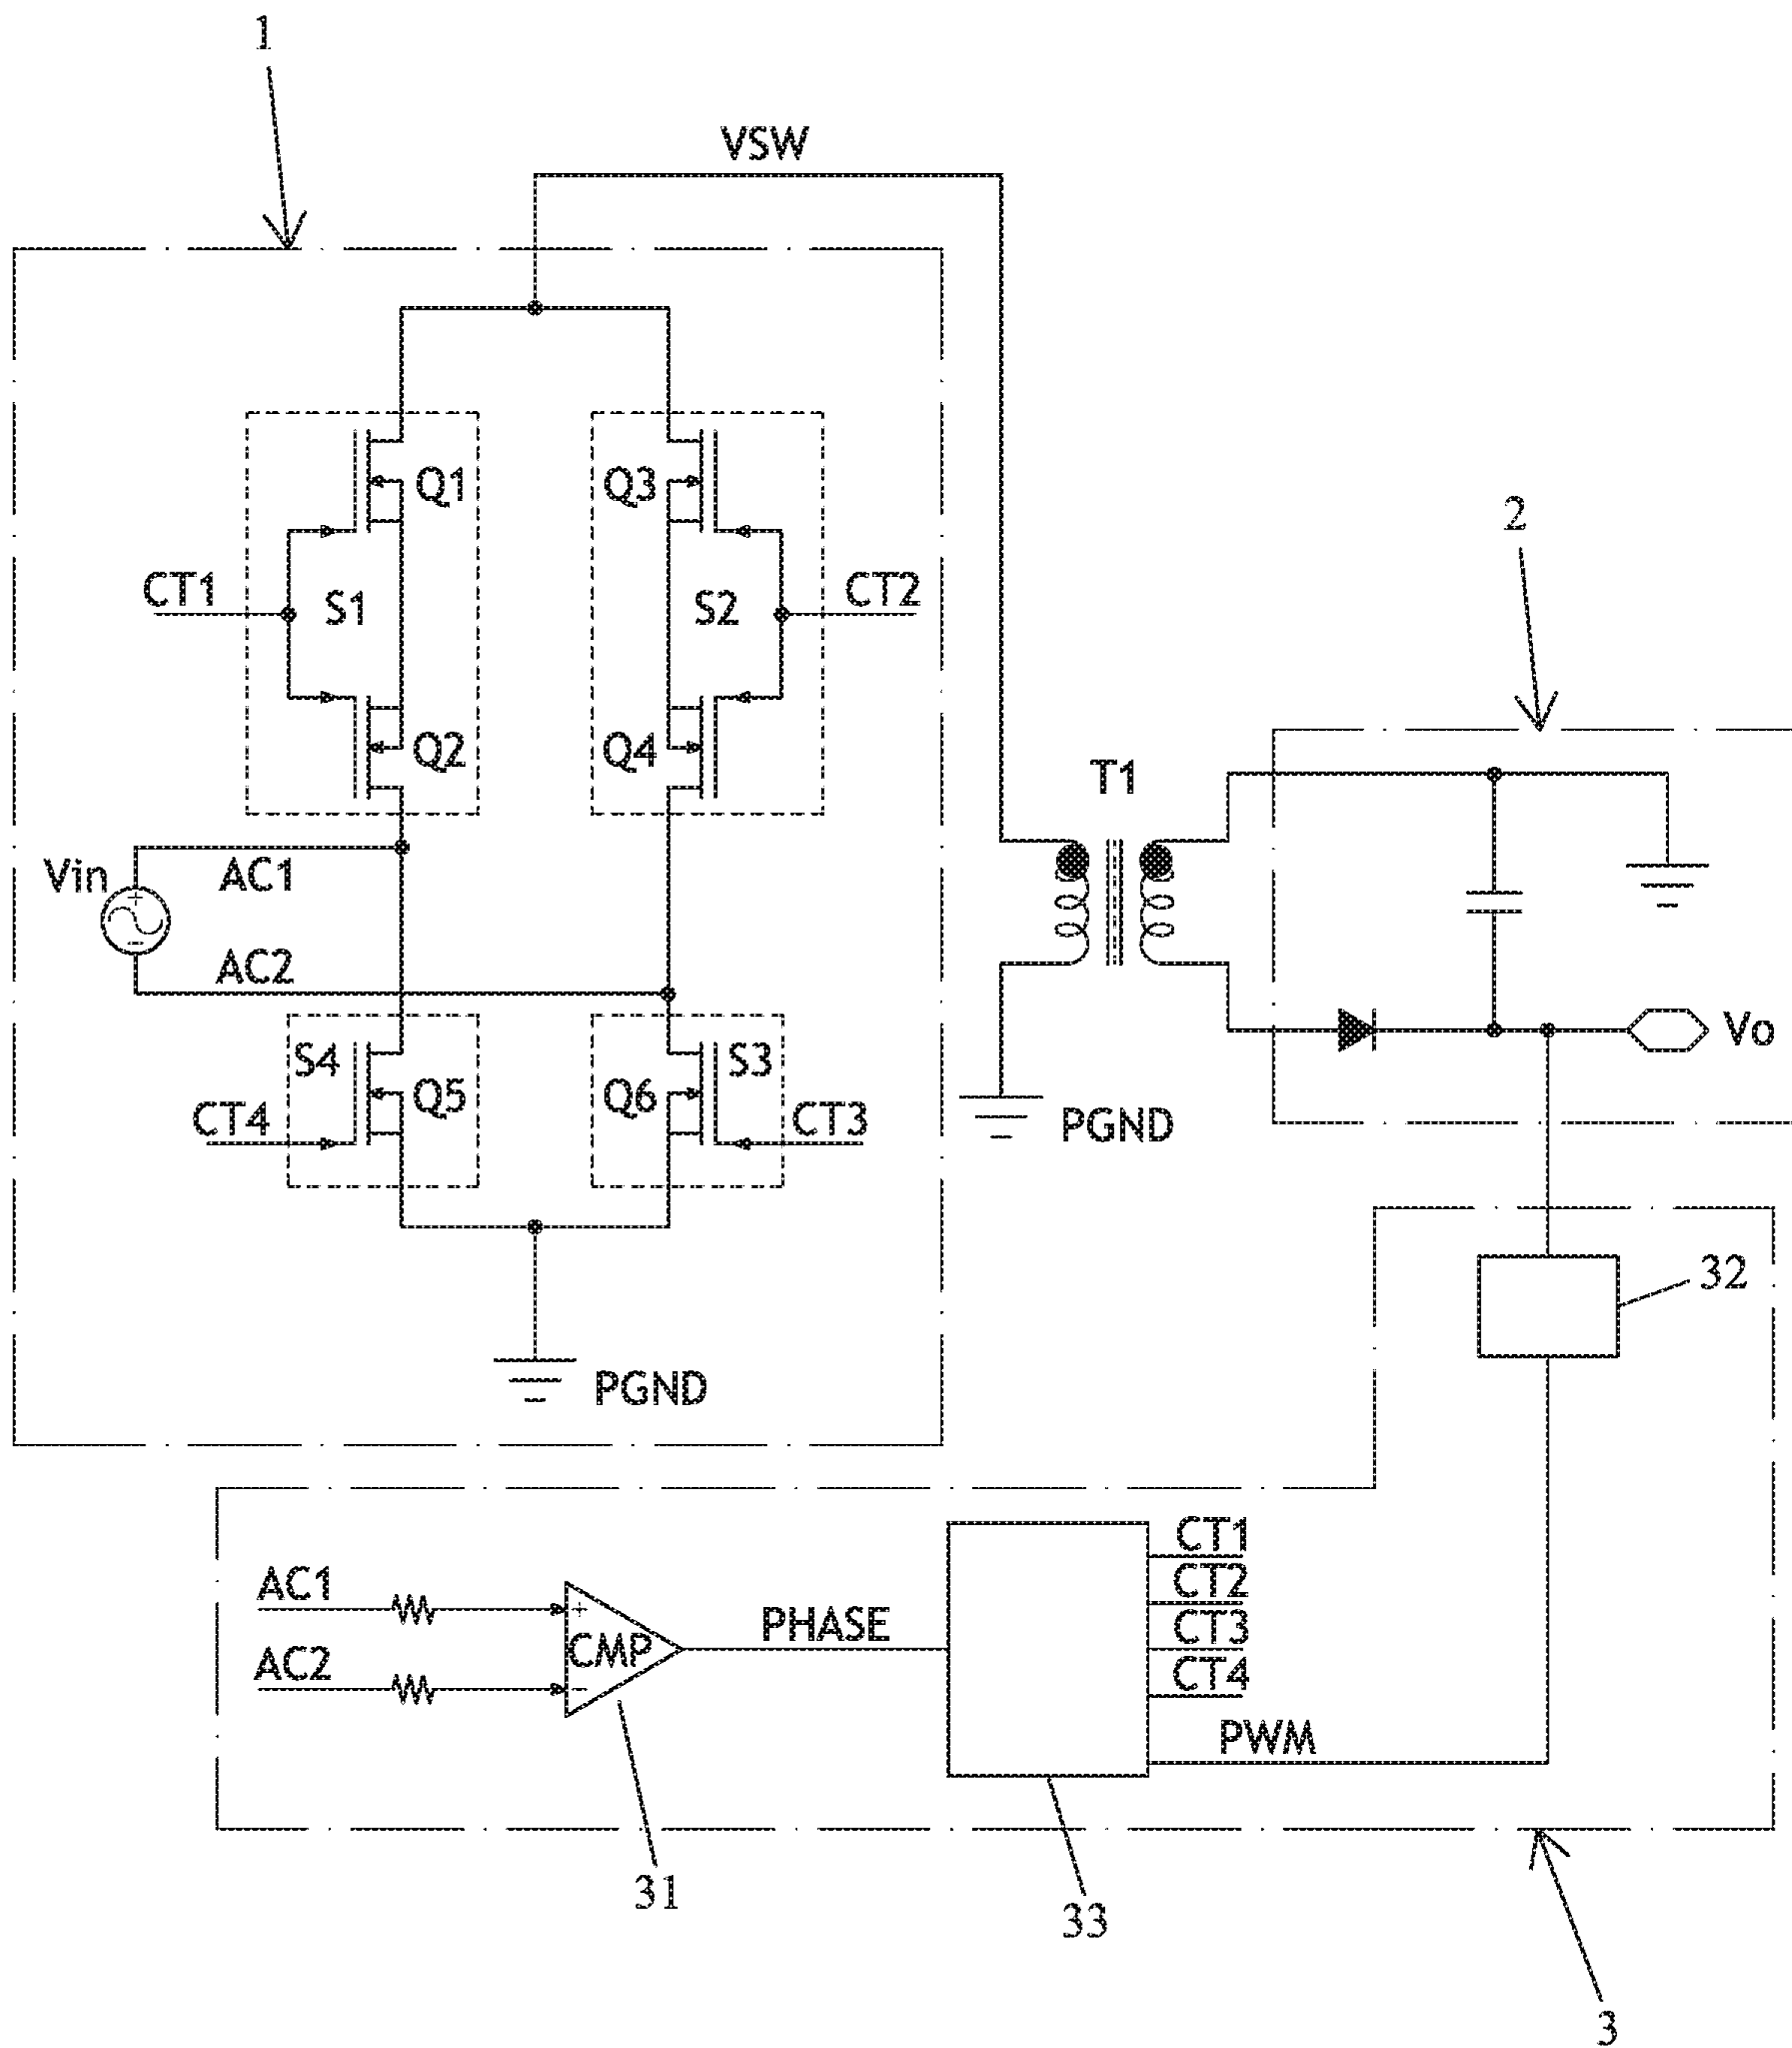 1
VSW
Q1
Q3
CT1
S1
S2
CT2
2
Q2
Q4
T1
Vin
AC1
+
-
AC2
Vo
S4
Q5
Q6
S3
CT4
CT3
PGND
32
PGND
CT1
AC1
+
CT2
PHASE
CT3
CMP
AC2
-
CT4
PWM
31
33
3